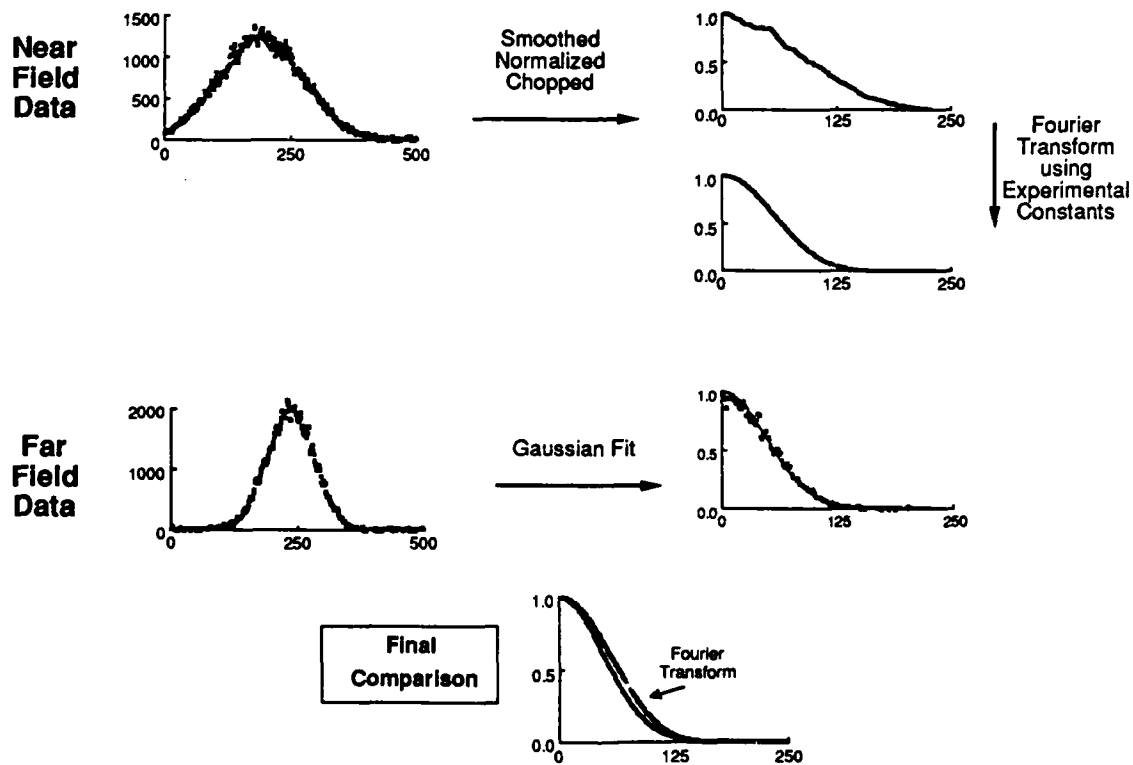 Near
Field
Data
1500
1000
500
0
0
250
500
Smoothed
Normalized
Chopped
1.0
0.5
0.0
0
125
250
Fourier
Transform
using
Experimental
Constants
1.0
0.5
0.0
0
125
250
Far
Field
Data
2000
1000
0
0
250
500
Gaussian Fit
1.0
0.5
0.0
0
125
250
Final
Comparison
1.0
0.5
0.0
0
125
250
Fourier
Transform